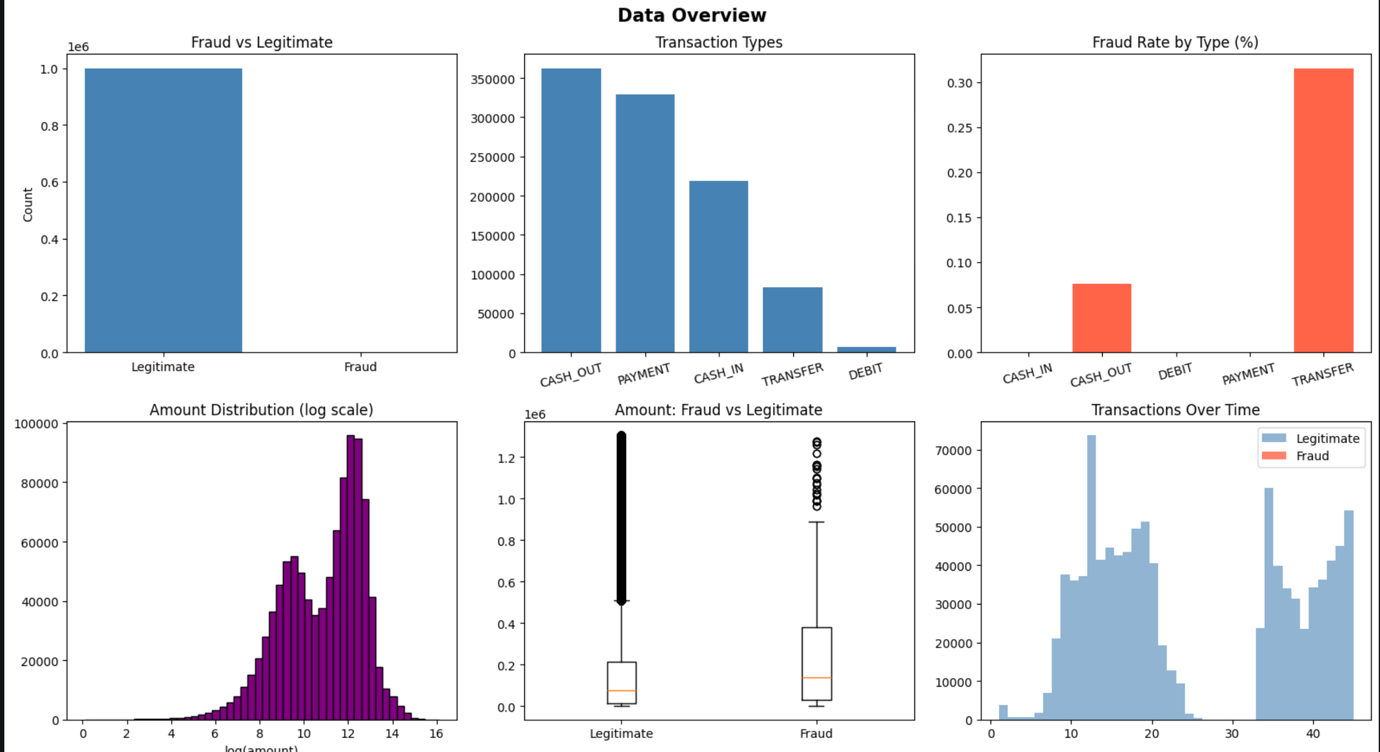 Data Overview
Fraud vs Legitimate
1e6
1.0
0.8
0.6
0.4
0.2
0.0
Count
Legitimate
Fraud
Transaction Types
350000
300000
250000
200000
150000
100000
50000
0
CASH_OUT
PAYMENT
CASH_IN
TRANSFER
DEBIT
Fraud Rate by Type (%)
0.30
0.25
0.20
0.15
0.10
0.05
0.00
CASH_IN
CASH_OUT
DEBIT
PAYMENT
TRANSFER
Amount Distribution (log scale)
100000
80000
60000
40000
20000
0
0 2 4 6 8 10 12 14 16
log(amount)
Amount: Fraud vs Legitimate
1e6
1.2
1.0
0.8
0.6
0.4
0.2
0.0
Legitimate
Fraud
Transactions Over Time
Legitimate
Fraud
70000
60000
50000
40000
30000
20000
10000
0
0 10 20 30 40